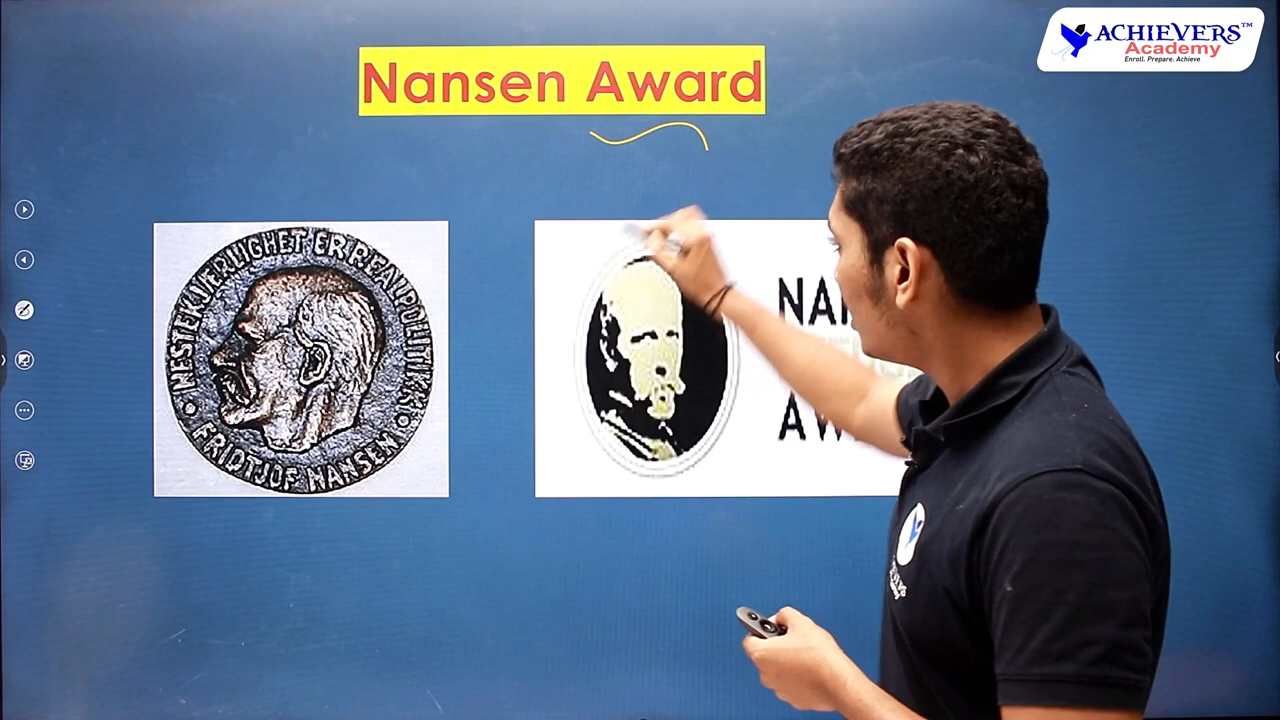 ACHIEVERS™
Academy
Enroll. Prepare. Achieve
Nansen Award
NESTEKJÆRLIGHET ER REALPOLITIKK
FRIDTJOF NANSEN